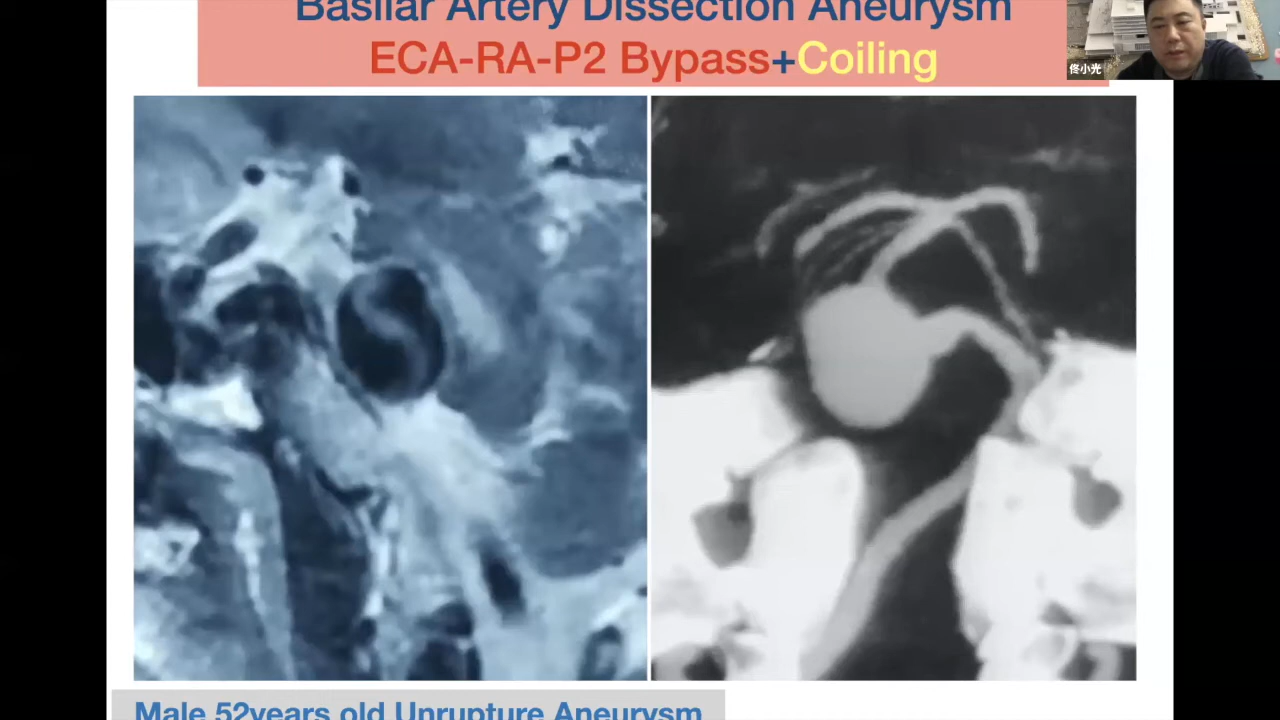 Basilar Artery Dissection Aneurysm
ECA-RA-P2 Bypass+Coiling
佟小光
Male 52years old Unrupture Aneurysm